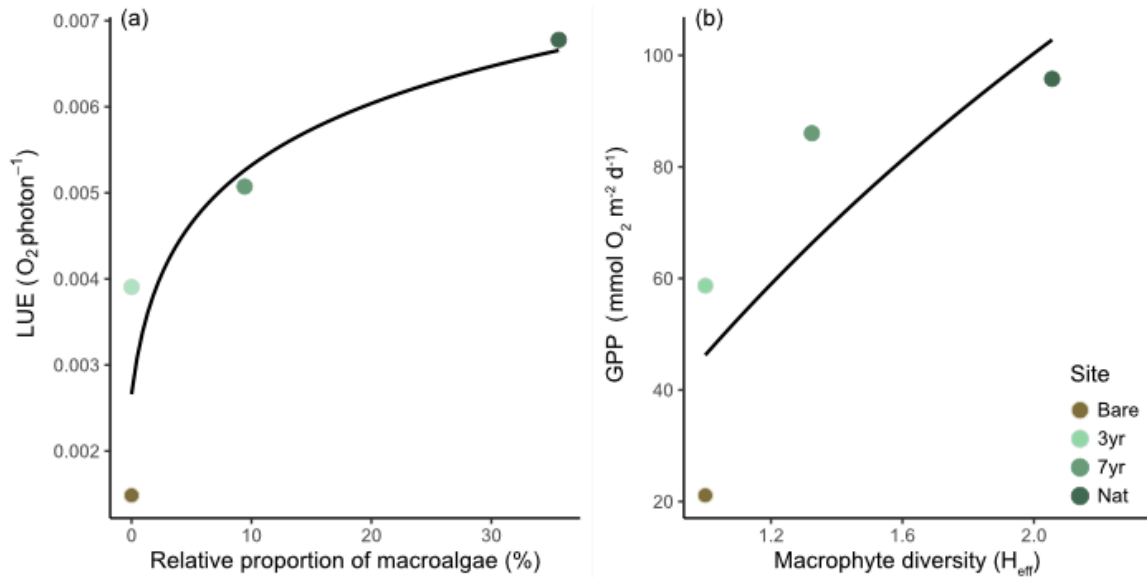 (a)
0.007
0.006
0.005
0.004
0.003
0.002
LUE (O₂ photon⁻¹)
0
10
20
30
Relative proportion of macroalgae (%)
(b)
100
80
60
40
20
GPP (mmol O₂ m⁻² d⁻¹)
1.2
1.6
2.0
Macrophyte diversity (H_eff)
Site
Bare
3yr
7yr
Nat